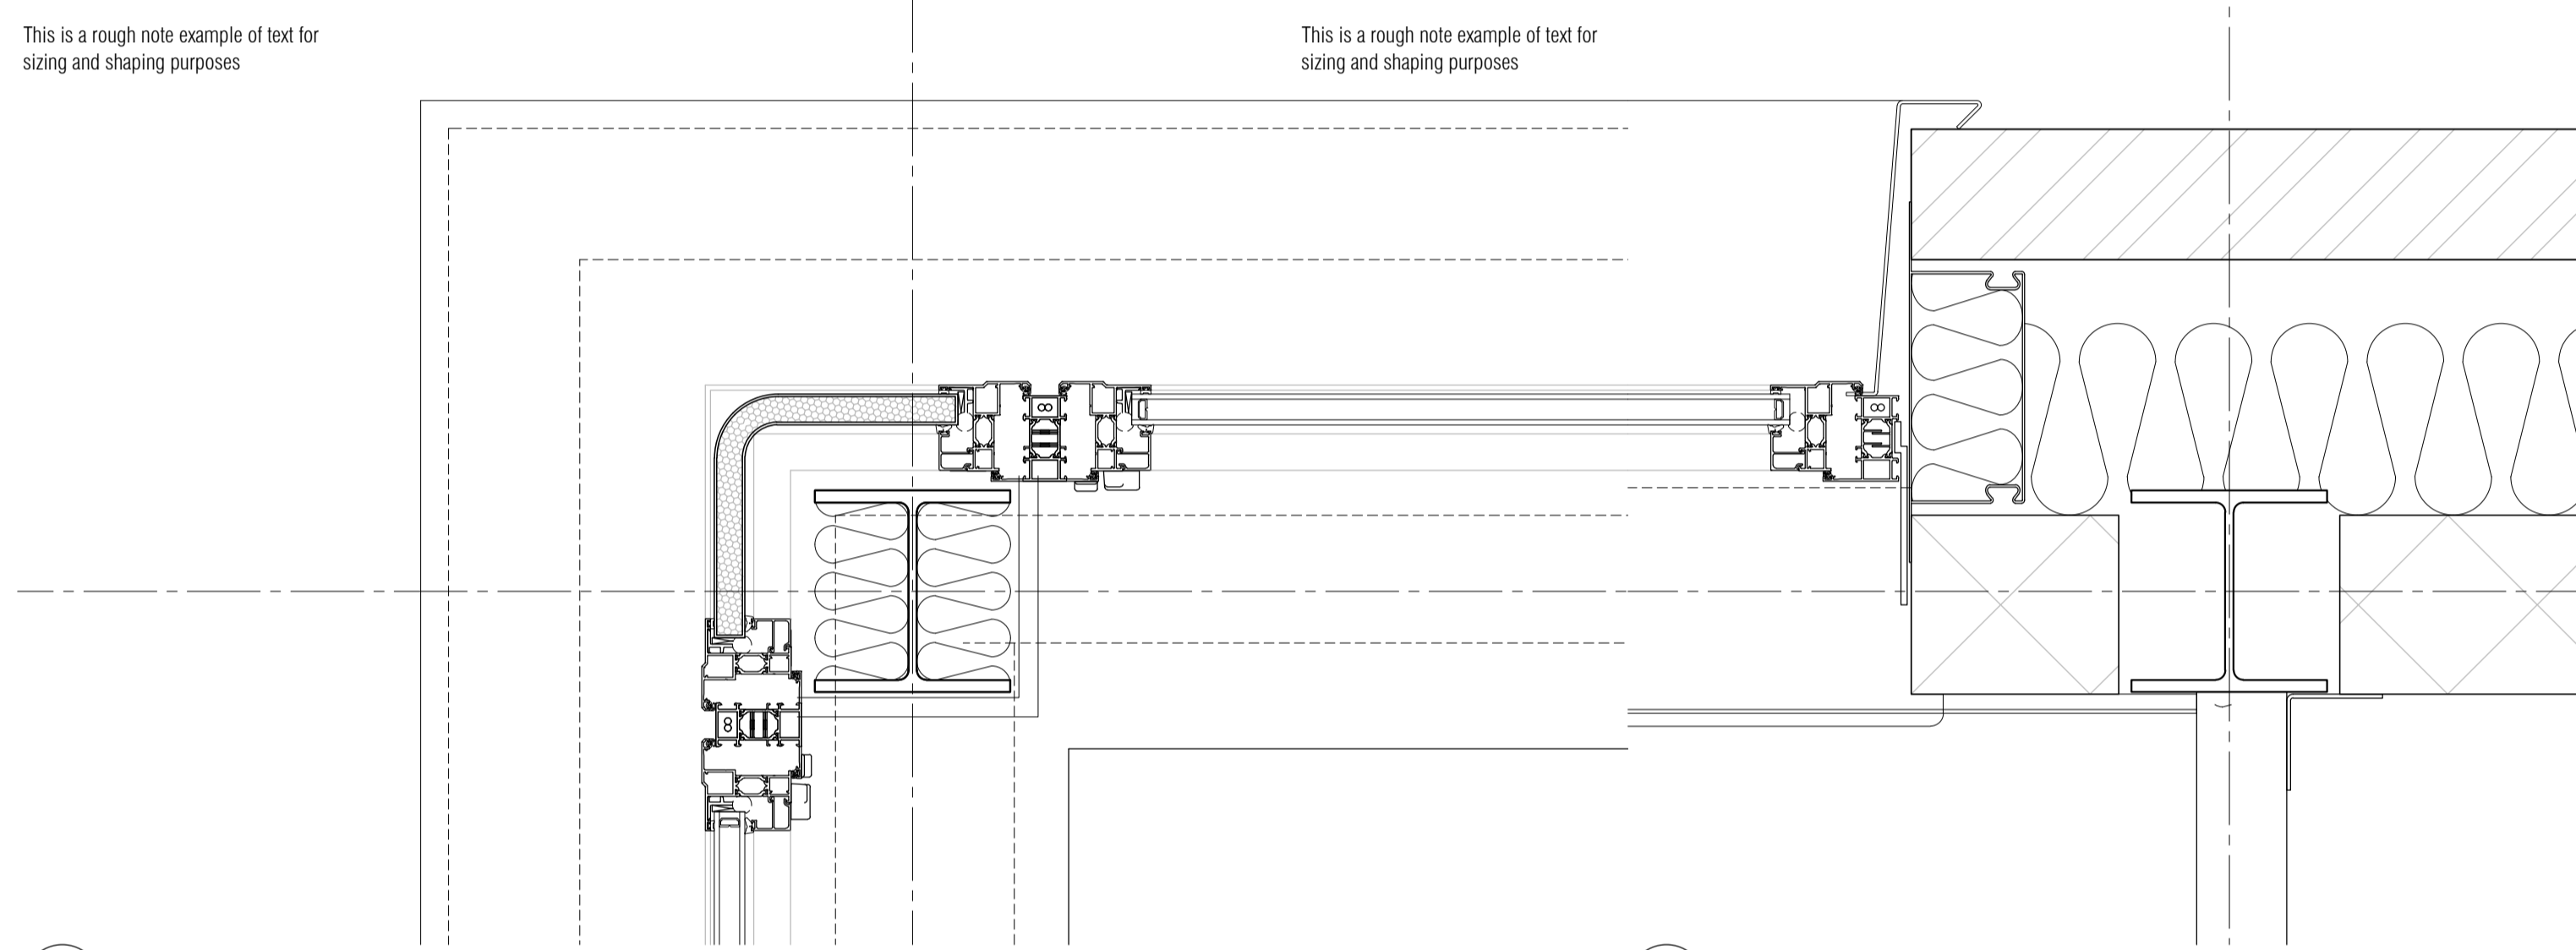 This is a rough note example of text for
sizing and shaping purposes
This is a rough note example of text for
sizing and shaping purposes